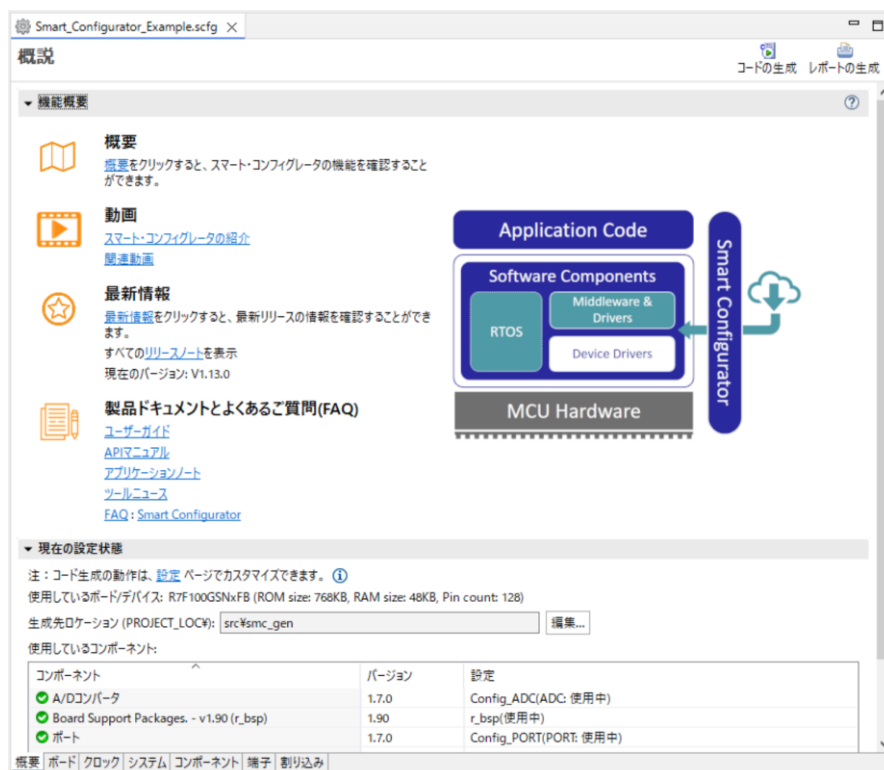 Smart_Configurator_Example.scfg
概説
コードの生成 レポートの生成
機能概要
概要
概要をクリックすると、スマート・コンフィグレータの機能を確認すること
ができます。
動画
スマート・コンフィグレータの紹介
関連動画
最新情報
最新情報をクリックすると、最新リリースの情報を確認することができ
ます。
すべてのリリースノートを表示
現在のバージョン: V1.13.0
製品ドキュメントとよくあるご質問(FAQ)
ユーザーガイド
APIマニュアル
アプリケーションノート
ツールニュース
FAQ : Smart Configurator
Application Code
Software Components
RTOS
Middleware &
Drivers
Device Drivers
MCU Hardware
Smart Configurator
現在の設定状態
注：コード生成の動作は、設定 ページでカスタマイズできます。
使用しているボード/デバイス: R7F100GSNxFB (ROM size: 768KB, RAM size: 48KB, Pin count: 128)
生成先ロケーション (PROJECT_LOC¥): src¥smc_gen 編集...
使用しているコンポーネント:
コンポーネント バージョン 設定
A/Dコンバータ 1.7.0 Config_ADC(ADC: 使用中)
Board Support Packages. - v1.90 (r_bsp) 1.90 r_bsp(使用中)
ポート 1.7.0 Config_PORT(PORT: 使用中)
概要 ボード クロック システム コンポーネント 端子 割り込み